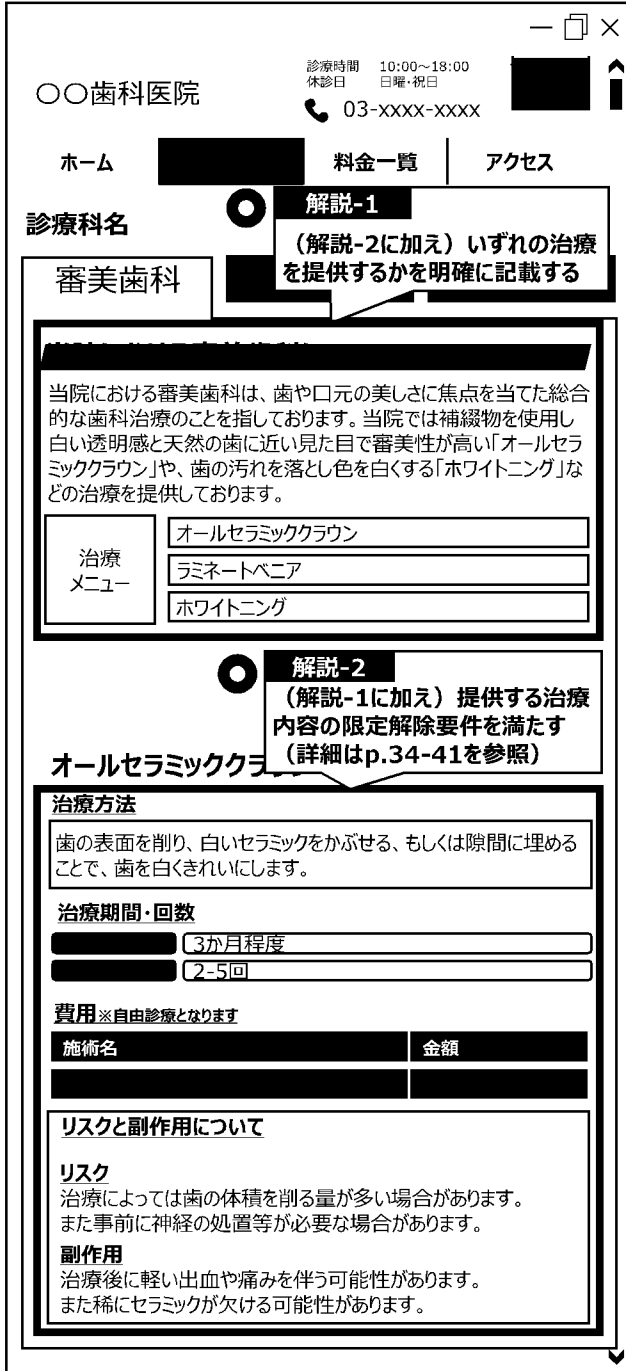 診療時間 10:00~18:00
休診日 日曜・祝日
〇〇歯科医院
03-xxxx-xxxx
ホーム
料金一覧
アクセス
解説-1
診療科名
（解説-2に加え）いずれの治療
を提供するかを明確に記載する
審美歯科
当院における審美歯科は、歯や口元の美しさに焦点を当てた総合
的な歯科治療のことを指しております。当院では補綴物を使用し
白い透明感と天然の歯に近い見た目で審美性が高い「オールセラ
ミッククラウン」や、歯の汚れを落とし色を白くする「ホワイトニング」な
どの治療を提供しております。
治療
メニュー
オールセラミッククラウン
ラミネートベニア
ホワイトニング
解説-2
（解説-1に加え）提供する治療
内容の限定解除要件を満たす
（詳細はp.34-41を参照）
オールセラミックク
治療方法
歯の表面を削り、白いセラミックをかぶせる、もしくは隙間に埋める
ことで、歯を白くきれいにします。
治療期間・回数
3か月程度
2-5回
費用※自由診療となります
施術名
金額
リスクと副作用について
リスク
治療によっては歯の体積を削る量が多い場合があります。
また事前に神経の処置等が必要な場合があります。
副作用
治療後に軽い出血や痛みを伴う可能性があります。
また稀にセラミックが欠ける可能性があります。